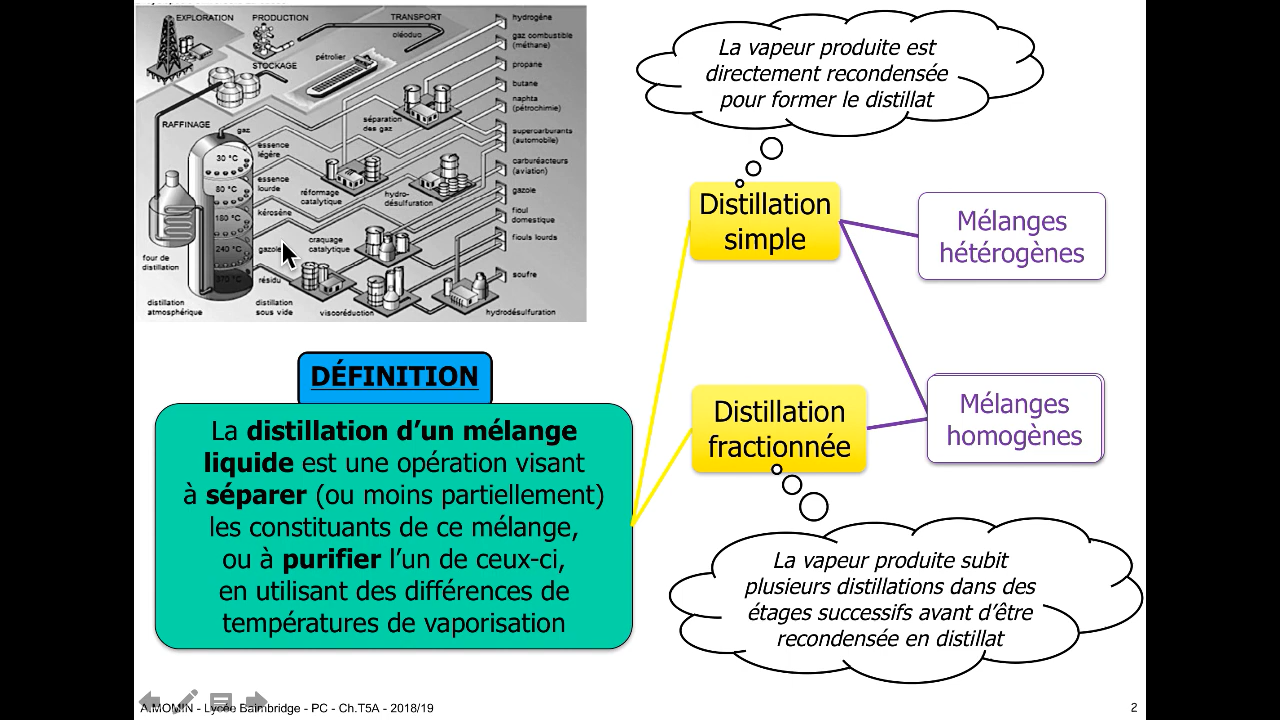 EXPLORATION
PRODUCTION
TRANSPORT
oléoduc
pétrolier
STOCKAGE
RAFFINAGE
gaz
30 °C
80 °C
180 °C
240 °C
370 °C
essence
légère
essence
lourde
kérosène
gazole
résidu
four de
distillation
distillation
atmosphérique
distillation
sous vide
viscoréduction
hydrodésulfuration
séparation
des gaz
réformage
catalytique
hydro-
désulfuration
craquage
catalytique
hydrogène
gaz combustible
(méthane)
propane
butane
naphta
(pétrochimie)
supercarburants
(automobile)
carburéacteurs
(aviation)
gazole
fioul
domestique
fiouls lourds
soufre
La vapeur produite est
directement recondensée
pour former le distillat
Distillation
simple
Mélanges
hétérogènes
DÉFINITION
La distillation d’un mélange
liquide est une opération visant
à séparer (ou moins partiellement)
les constituants de ce mélange,
ou à purifier l’un de ceux-ci,
en utilisant des différences de
températures de vaporisation
Distillation
fractionnée
Mélanges
homogènes
La vapeur produite subit
plusieurs distillations dans des
étages successifs avant d’être
recondensée en distillat
A.MOMIN - Lycée Baimbridge - PC - Ch.T5A - 2018/19
2